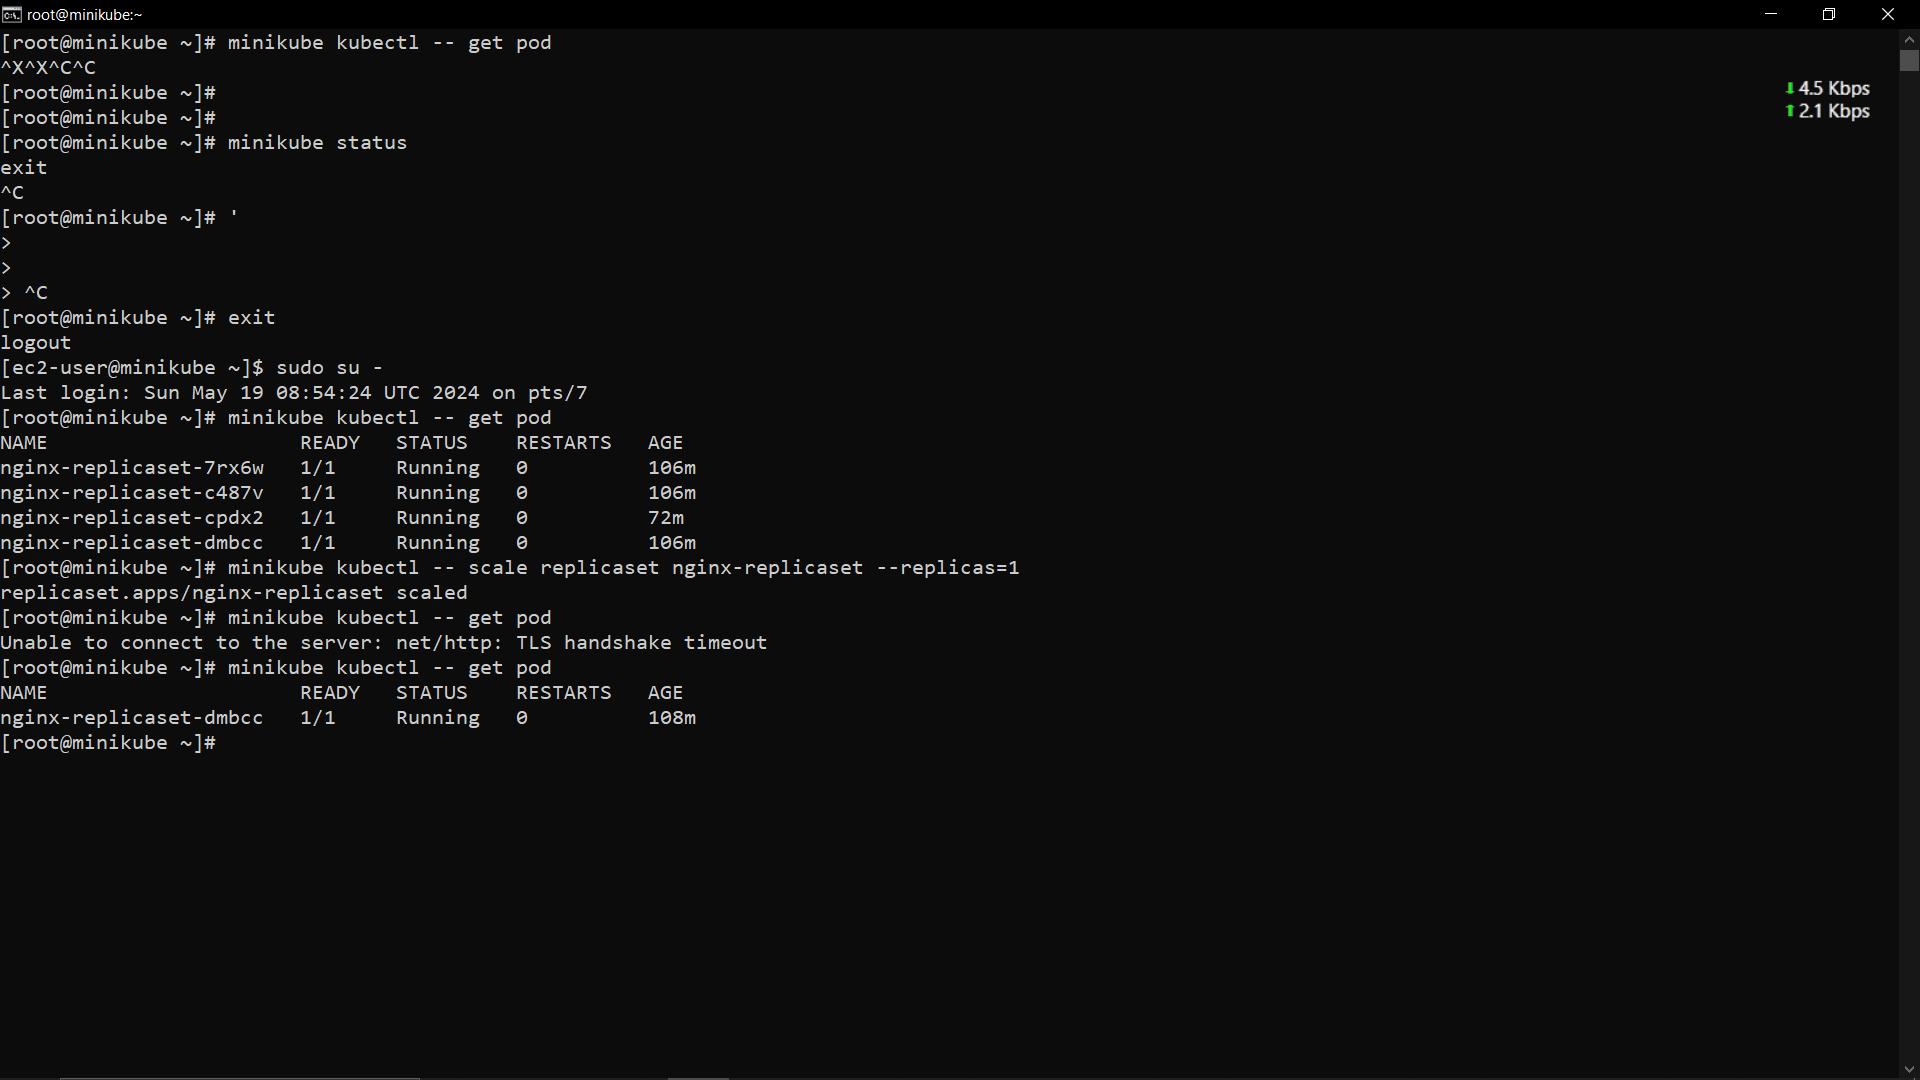 root@minikube:~
[root@minikube ~]# minikube kubectl -- get pod
^X^X^C^C
[root@minikube ~]#
[root@minikube ~]#
[root@minikube ~]# minikube status
exit
^C
[root@minikube ~]# '
>
>
> ^C
[root@minikube ~]# exit
logout
[ec2-user@minikube ~]$ sudo su -
Last login: Sun May 19 08:54:24 UTC 2024 on pts/7
[root@minikube ~]# minikube kubectl -- get pod
NAME                     READY   STATUS    RESTARTS   AGE
nginx-replicaset-7rx6w   1/1     Running   0          106m
nginx-replicaset-c487v   1/1     Running   0          106m
nginx-replicaset-cpdx2   1/1     Running   0          72m
nginx-replicaset-dmbcc   1/1     Running   0          106m
[root@minikube ~]# minikube kubectl -- scale replicaset nginx-replicaset --replicas=1
replicaset.apps/nginx-replicaset scaled
[root@minikube ~]# minikube kubectl -- get pod
Unable to connect to the server: net/http: TLS handshake timeout
[root@minikube ~]# minikube kubectl -- get pod
NAME                     READY   STATUS    RESTARTS   AGE
nginx-replicaset-dmbcc   1/1     Running   0          108m
[root@minikube ~]#
⬇ 4.5 Kbps
⬆ 2.1 Kbps